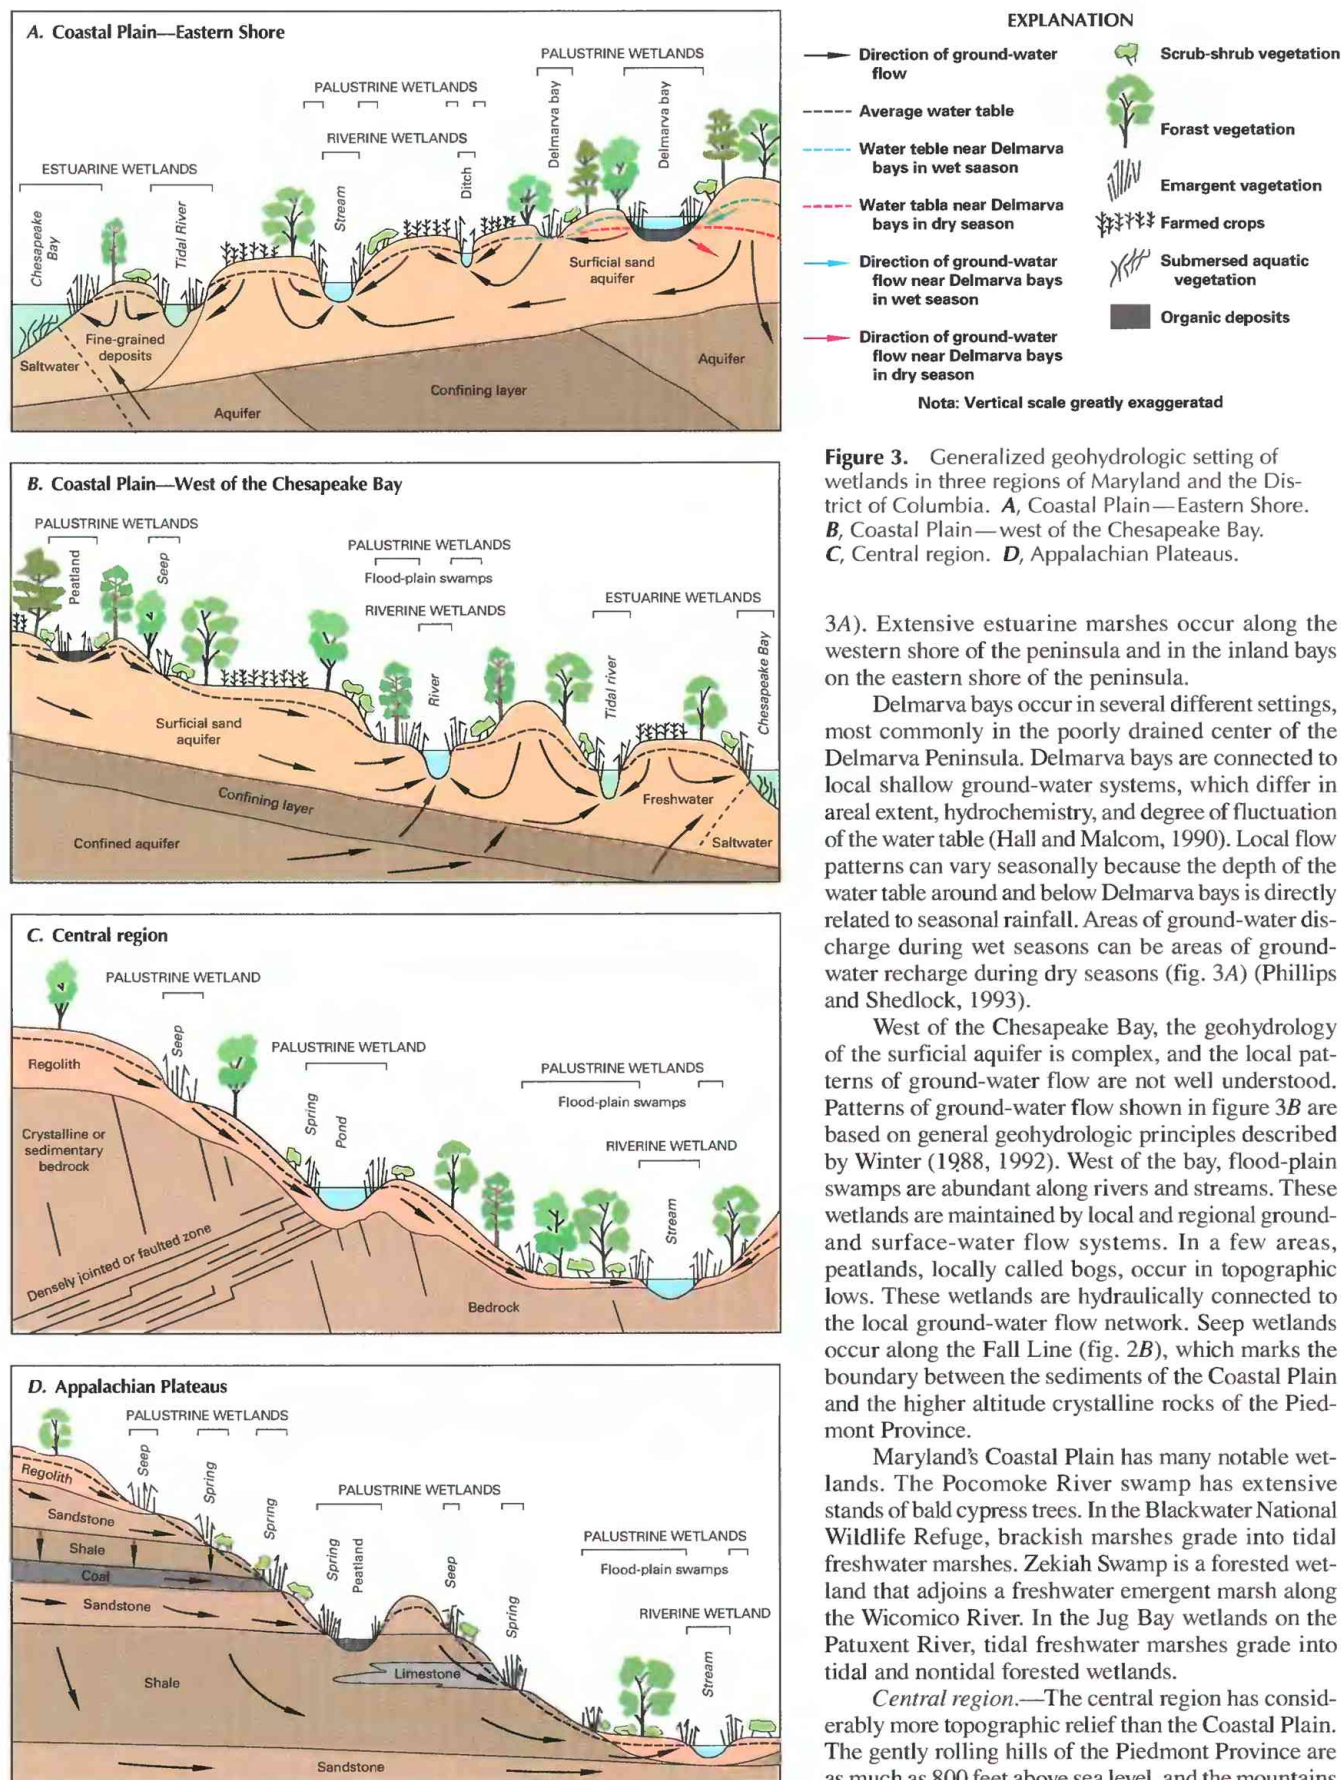 A. Coastal Plain—Eastern Shore
PALUSTRINE WETLANDS
PALUSTRINE WETLANDS
RIVERINE WETLANDS
ESTUARINE WETLANDS
Chesapeake
Bay
Tidal River
Stream
Ditch
Delmarva bay
Delmarva bay
Surficial sand
aquifer
Fine-grained
deposits
Saltwater
Aquifer
Confining layer
Aquifer
B. Coastal Plain—West of the Chesapeake Bay
PALUSTRINE WETLANDS
Peatland
Seep
PALUSTRINE WETLANDS
Flood-plain swamps
RIVERINE WETLANDS
ESTUARINE WETLANDS
River
Tidal river
Chesapeake Bay
Surficial sand
aquifer
Confining layer
Confined aquifer
Freshwater
Saltwater
C. Central region
PALUSTRINE WETLAND
Seep
PALUSTRINE WETLAND
Spring
Pond
PALUSTRINE WETLANDS
Flood-plain swamps
RIVERINE WETLAND
Stream
Regolith
Crystalline or
sedimentary
bedrock
Densely jointed or faulted zone
Bedrock
D. Appalachian Plateaus
PALUSTRINE WETLANDS
Seep
Spring
Spring
PALUSTRINE WETLANDS
Spring
Peatland
Seep
Spring
PALUSTRINE WETLANDS
Flood-plain swamps
RIVERINE WETLAND
Stream
Regolith
Sandstone
Shale
Coal
Sandstone
Shale
Limestone
Sandstone
EXPLANATION
Direction of ground-water
flow
Average water table
Water teble near Delmarva
bays in wet saason
Water tabla near Delmarva
bays in dry season
Direction of ground-watar
flow near Delmarva bays
in wet season
Diraction of ground-water
flow near Delmarva bays
in dry season
Scrub-shrub vegetation
Forast vegetation
Emargent vagetation
Farmed crops
Submersed aquatic
vegetation
Organic deposits
Nota: Vertical scale greatly exaggeratad
Figure 3. Generalized geohydrologic setting of
wetlands in three regions of Maryland and the Dis-
trict of Columbia. A, Coastal Plain—Eastern Shore.
B, Coastal Plain—west of the Chesapeake Bay.
C, Central region. D, Appalachian Plateaus.
3A). Extensive estuarine marshes occur along the
western shore of the peninsula and in the inland bays
on the eastern shore of the peninsula.
Delmarva bays occur in several different settings,
most commonly in the poorly drained center of the
Delmarva Peninsula. Delmarva bays are connected to
local shallow ground-water systems, which differ in
areal extent, hydrochemistry, and degree of fluctuation
of the water table (Hall and Malcom, 1990). Local flow
patterns can vary seasonally because the depth of the
water table around and below Delmarva bays is directly
related to seasonal rainfall. Areas of ground-water dis-
charge during wet seasons can be areas of ground-
water recharge during dry seasons (fig. 3A) (Phillips
and Shedlock, 1993).
West of the Chesapeake Bay, the geohydrology
of the surficial aquifer is complex, and the local pat-
terns of ground-water flow are not well understood.
Patterns of ground-water flow shown in figure 3B are
based on general geohydrologic principles described
by Winter (1988, 1992). West of the bay, flood-plain
swamps are abundant along rivers and streams. These
wetlands are maintained by local and regional ground-
and surface-water flow systems. In a few areas,
peatlands, locally called bogs, occur in topographic
lows. These wetlands are hydraulically connected to
the local ground-water flow network. Seep wetlands
occur along the Fall Line (fig. 2B), which marks the
boundary between the sediments of the Coastal Plain
and the higher altitude crystalline rocks of the Pied-
mont Province.
Maryland's Coastal Plain has many notable wet-
lands. The Pocomoke River swamp has extensive
stands of bald cypress trees. In the Blackwater National
Wildlife Refuge, brackish marshes grade into tidal
freshwater marshes. Zekiah Swamp is a forested wet-
land that adjoins a freshwater emergent marsh along
the Wicomico River. In the Jug Bay wetlands on the
Patuxent River, tidal freshwater marshes grade into
tidal and nontidal forested wetlands.
Central region.—The central region has consid-
erably more topographic relief than the Coastal Plain.
The gently rolling hills of the Piedmont Province are
as much as 800 feet above sea level, and the mountains